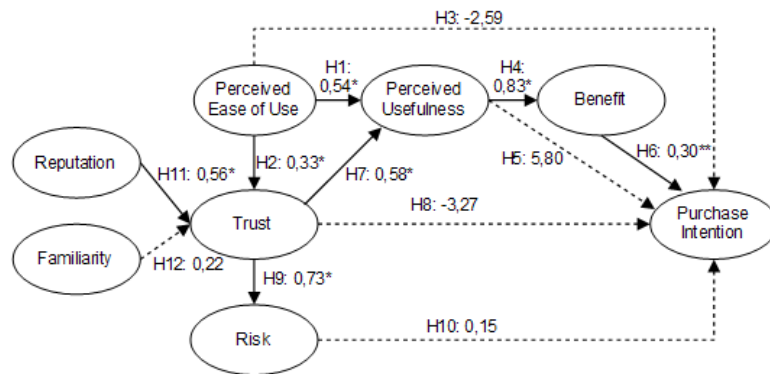 H3: -2,59
Perceived
Ease of Use
H1:
0,54*
Perceived
Usefulness
H4:
0,83*
Benefit
Reputation
H11: 0,56*
H2: 0,33*
H7: 0,58*
H5: 5,80
H6: 0,30**
Familiarity
H12: 0,22
Trust
H8: -3,27
Purchase
Intention
H9: 0,73*
Risk
H10: 0,15